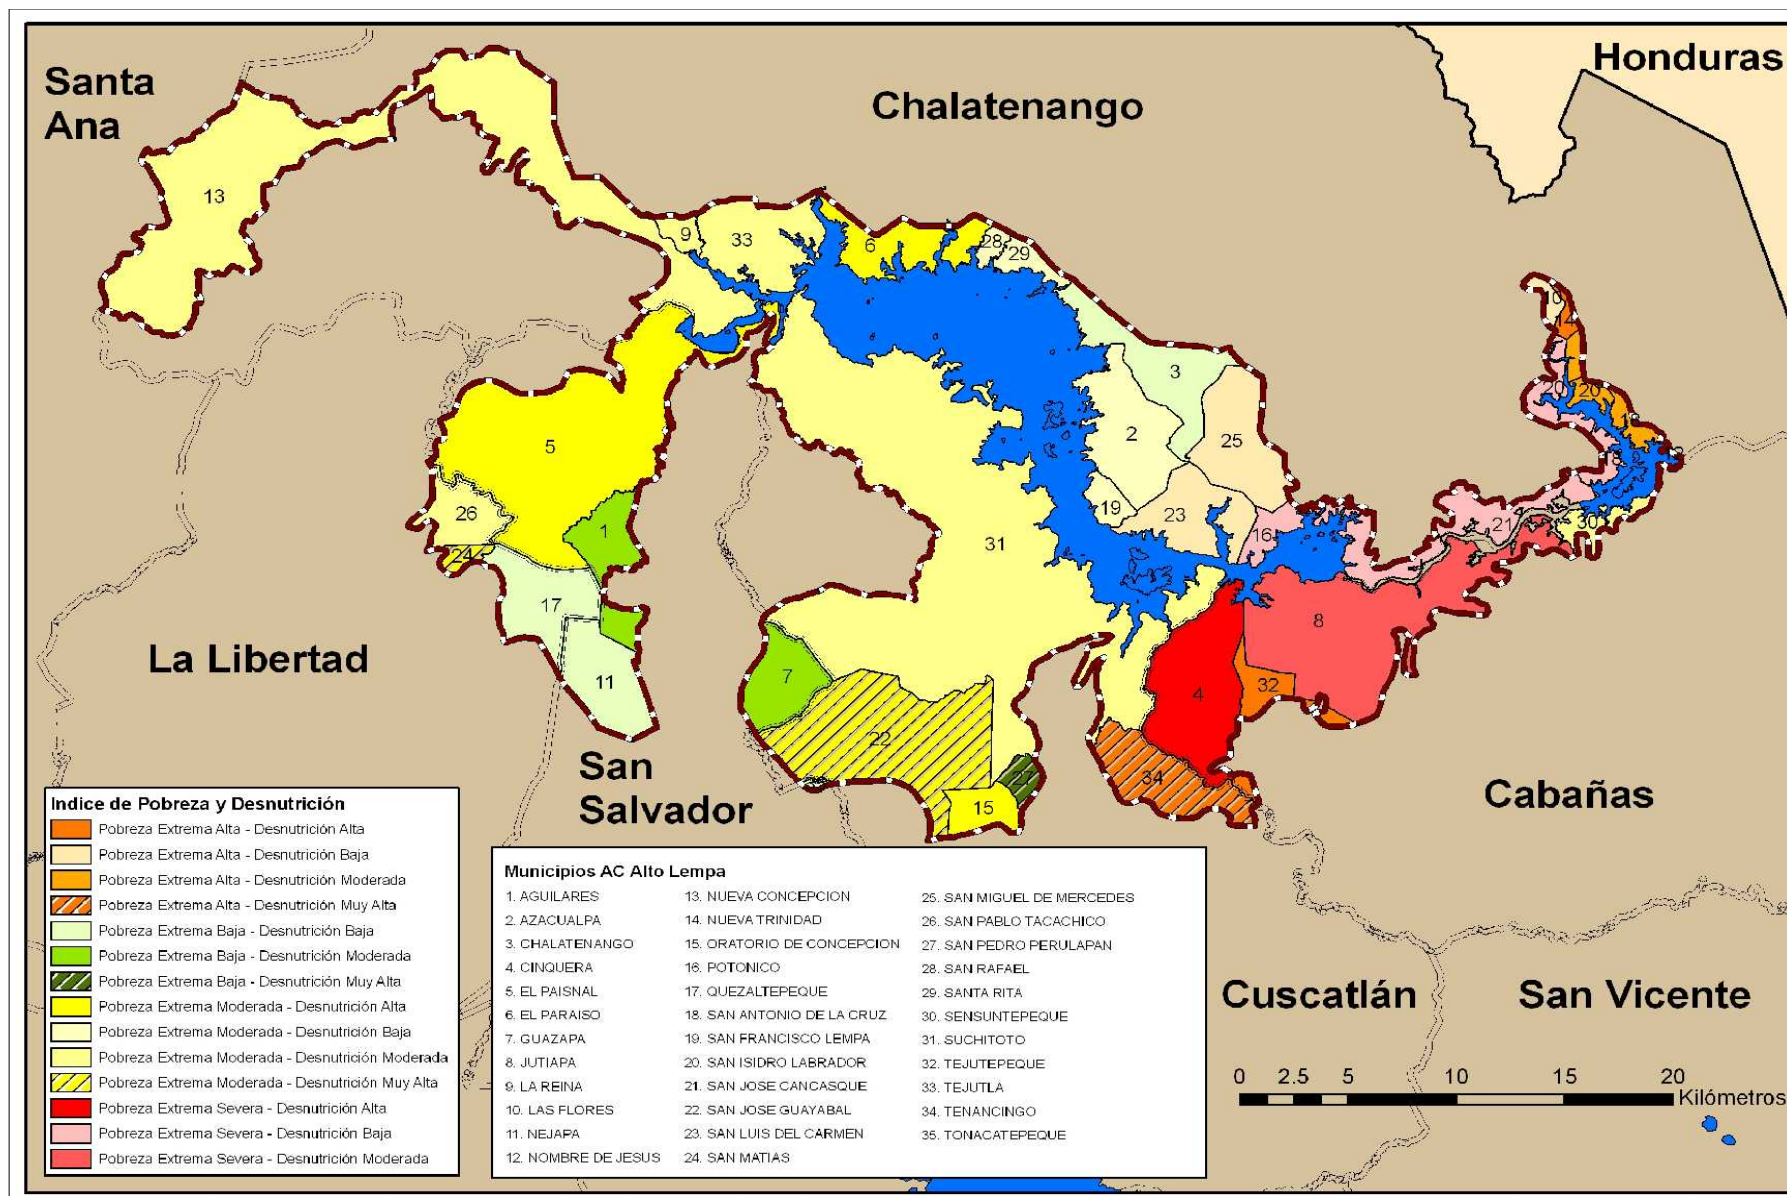 Santa
Ana
Chalatenango
Honduras
13
9
33
6
28
29
10
14
3
20
20
5
2
25
26
19
23
16
21
30
1
31
24
17
8
7
11
4
32
22
27
34
15
La Libertad
San
Salvador
Cabañas
Cuscatlán
San Vicente
Indice de Pobreza y Desnutrición
Pobreza Extrema Alta - Desnutrición Alta
Pobreza Extrema Alta - Desnutrición Baja
Pobreza Extrema Alta - Desnutrición Moderada
Pobreza Extrema Alta - Desnutrición Muy Alta
Pobreza Extrema Baja - Desnutrición Baja
Pobreza Extrema Baja - Desnutrición Moderada
Pobreza Extrema Baja - Desnutrición Muy Alta
Pobreza Extrema Moderada - Desnutrición Alta
Pobreza Extrema Moderada - Desnutrición Baja
Pobreza Extrema Moderada - Desnutrición Moderada
Pobreza Extrema Moderada - Desnutrición Muy Alta
Pobreza Extrema Severa - Desnutrición Alta
Pobreza Extrema Severa - Desnutrición Baja
Pobreza Extrema Severa - Desnutrición Moderada
Municipios AC Alto Lempa
1. AGUILARES
2. AZACUALPA
3. CHALATENANGO
4. CINQUERA
5. EL PAISNAL
6. EL PARAISO
7. GUAZAPA
8. JUTIAPA
9. LA REINA
10. LAS FLORES
11. NEJAPA
12. NOMBRE DE JESUS
13. NUEVA CONCEPCION
14. NUEVA TRINIDAD
15. ORATORIO DE CONCEPCION
16. POTONICO
17. QUEZALTEPEQUE
18. SAN ANTONIO DE LA CRUZ
19. SAN FRANCISCO LEMPA
20. SAN ISIDRO LABRADOR
21. SAN JOSE CANCASQUE
22. SAN JOSE GUAYABAL
23. SAN LUIS DEL CARMEN
24. SAN MATIAS
25. SAN MIGUEL DE MERCEDES
26. SAN PABLO TACACHICO
27. SAN PEDRO PERULAPAN
28. SAN RAFAEL
29. SANTA RITA
30. SENSUNTEPEQUE
31. SUCHITOTO
32. TEJUTEPEQUE
33. TEJUTLA
34. TENANCINGO
35. TONACATEPEQUE
0 2.5 5 10 15 20
Kilómetros